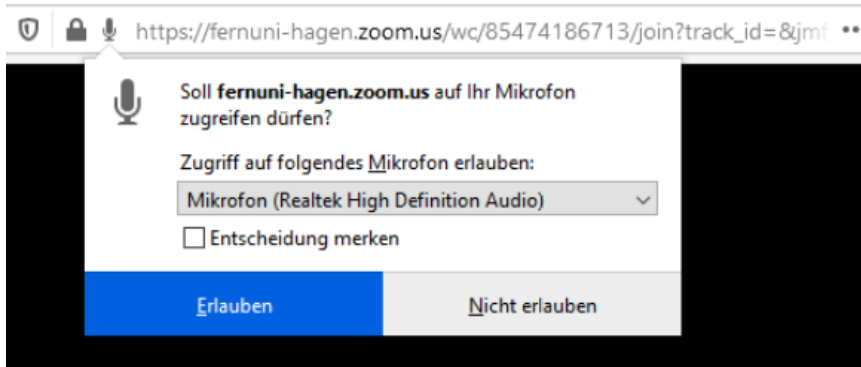 https://fernuni-hagen.zoom.us/wc/85474186713/join?track_id=&jmf
Soll fernuni-hagen.zoom.us auf Ihr Mikrofon
zugreifen dürfen?
Zugriff auf folgendes Mikrofon erlauben:
Mikrofon (Realtek High Definition Audio)
Entscheidung merken
Erlauben
Nicht erlauben